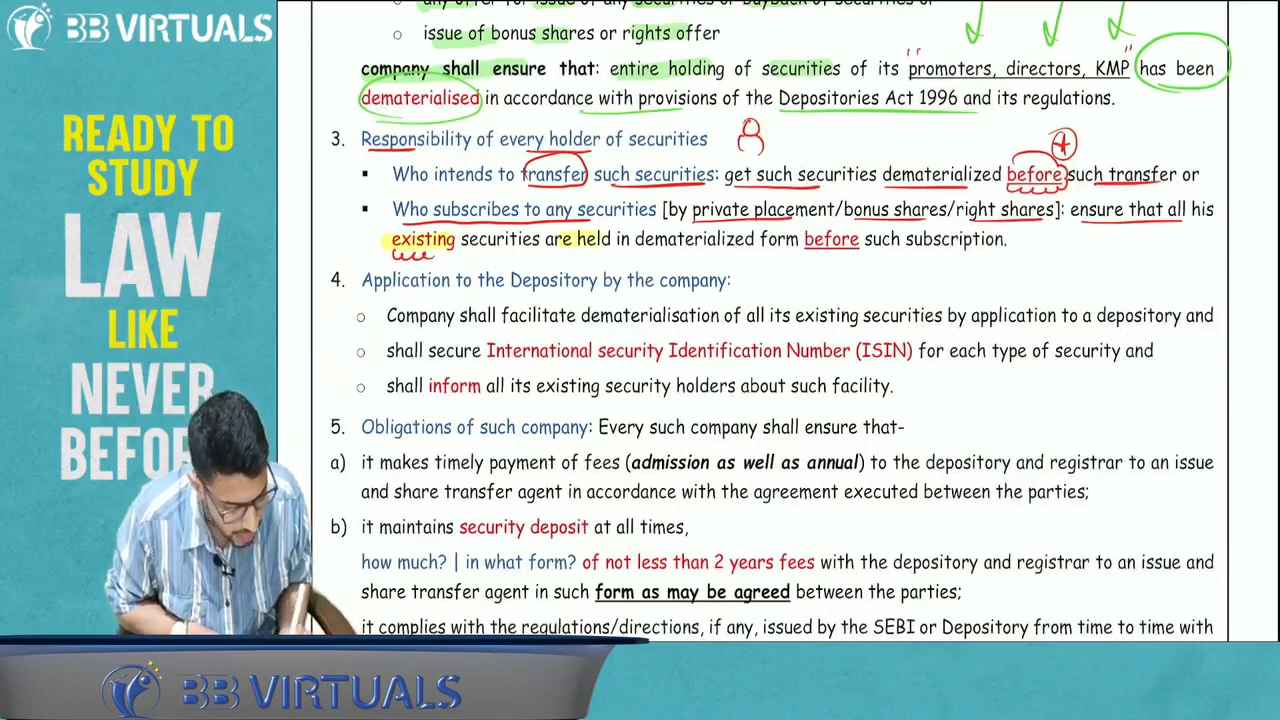 BB VIRTUALS
READY TO
STUDY
LAW
LIKE
NEVER
any offer for issue of any securities or buyback of securities or
○ issue of bonus shares or rights offer
company shall ensure that: entire holding of securities of its "promoters, directors, KMP" has been
dematerialised in accordance with provisions of the Depositories Act 1996 and its regulations.
3. Responsibility of every holder of securities
▪ Who intends to transfer such securities: get such securities dematerialized before such transfer or
▪ Who subscribes to any securities [by private placement/bonus shares/right shares]: ensure that all his
existing securities are held in dematerialized form before such subscription.
4. Application to the Depository by the company:
○ Company shall facilitate dematerialisation of all its existing securities by application to a depository and
○ shall secure International security Identification Number (ISIN) for each type of security and
○ shall inform all its existing security holders about such facility.
5. Obligations of such company: Every such company shall ensure that-
a) it makes timely payment of fees (admission as well as annual) to the depository and registrar to an issue
and share transfer agent in accordance with the agreement executed between the parties;
b) it maintains security deposit at all times,
how much? | in what form? of not less than 2 years fees with the depository and registrar to an issue and
share transfer agent in such form as may be agreed between the parties;
it complies with the regulations/directions, if any, issued by the SEBI or Depository from time to time with
BB VIRTUALS